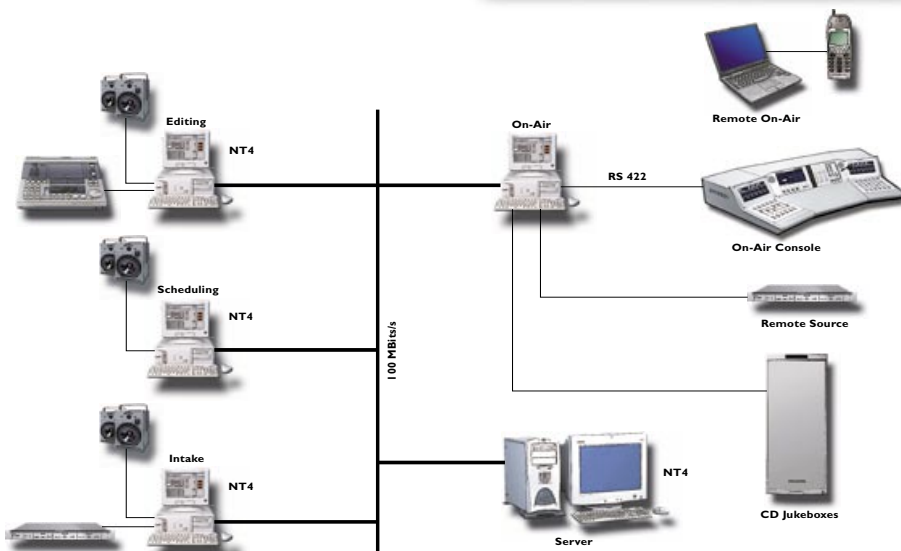 Remote On-Air
Editing
NT4
On-Air
RS 422
On-Air Console
Scheduling
NT4
Remote Source
100 MBits/s
Intake
NT4
NT4
CD Jukeboxes
Server